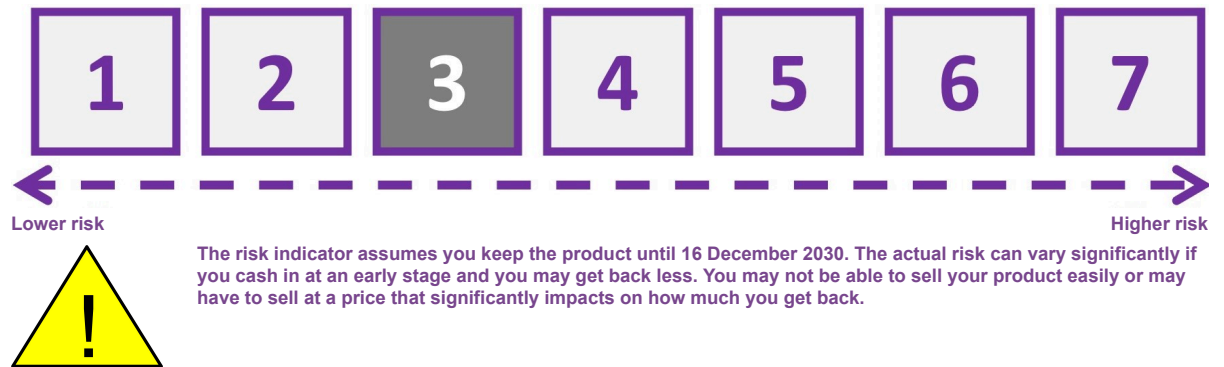 1 2 3 4 5 6 7
Lower risk Higher risk
The risk indicator assumes you keep the product until 16 December 2030. The actual risk can vary significantly if
you cash in at an early stage and you may get back less. You may not be able to sell your product easily or may
have to sell at a price that significantly impacts on how much you get back.
!